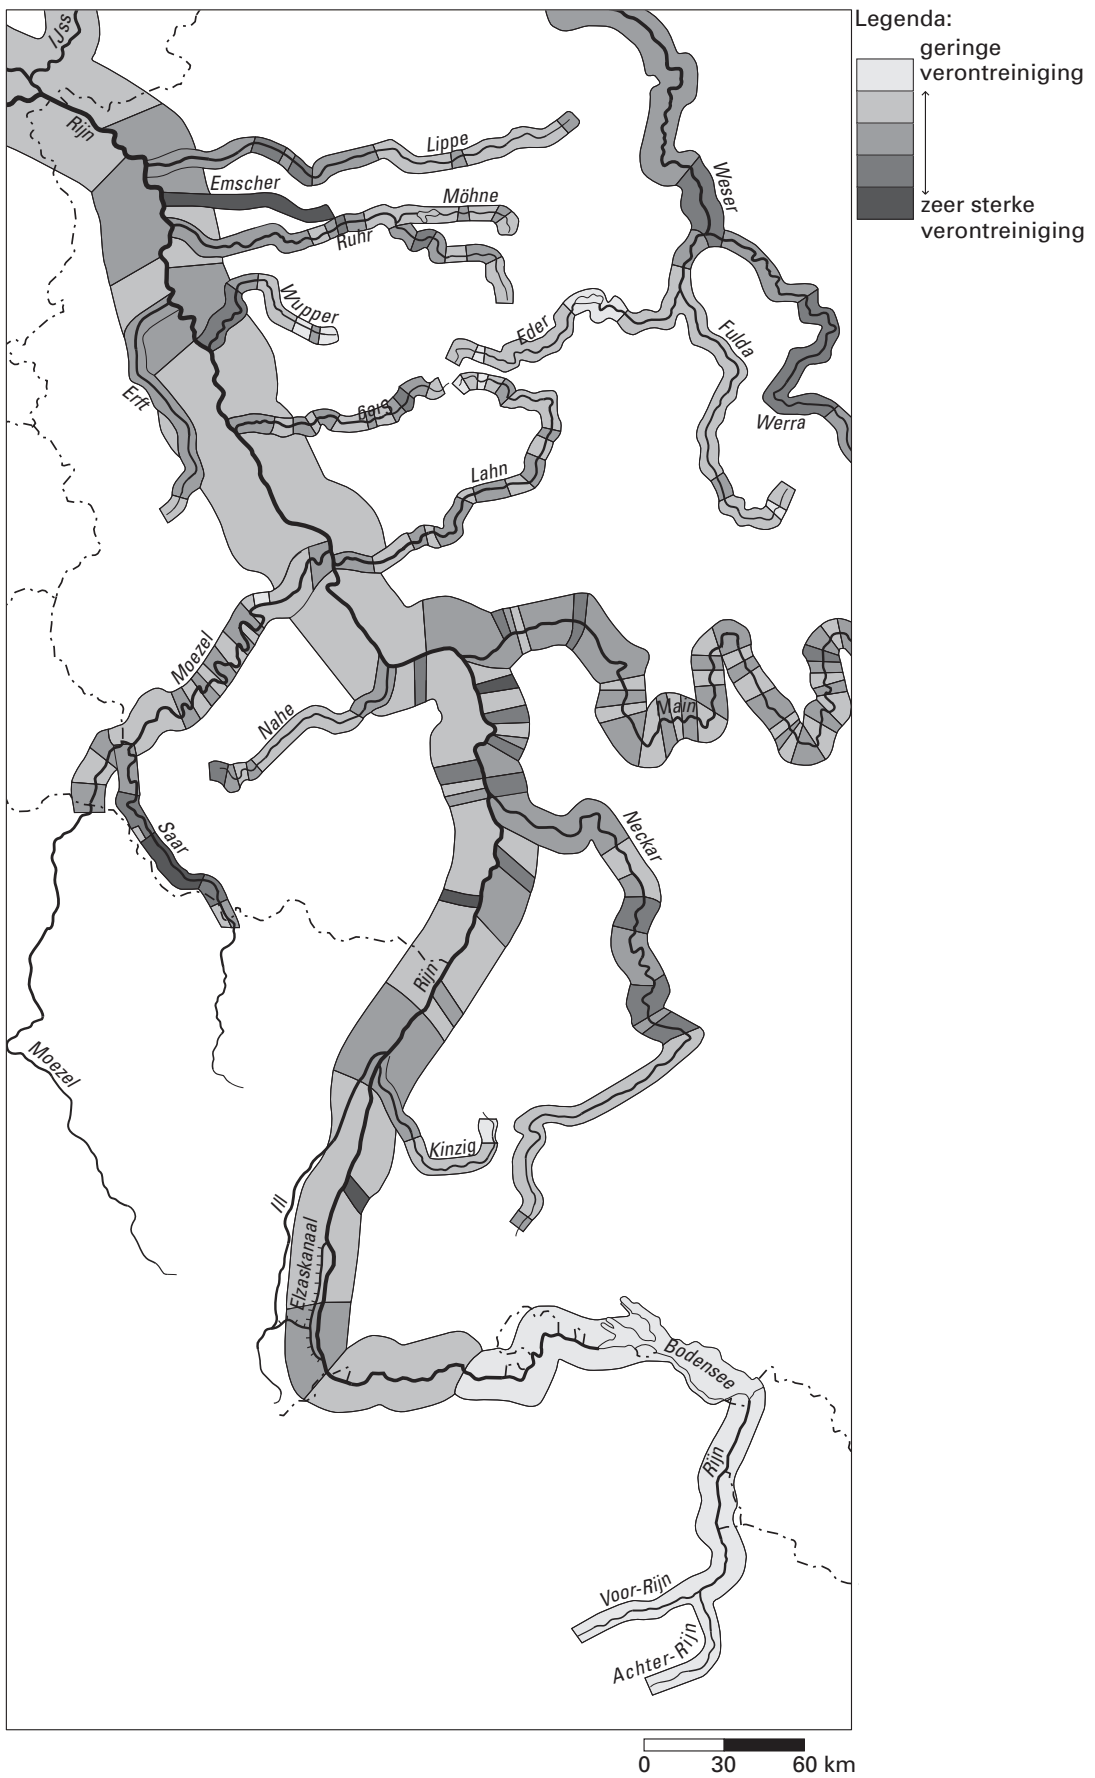 Legenda:
geringe
verontreiniging
zeer sterke
verontreiniging
IJss
Rijn
Lippe
Emscher
Möhne
Ruhr
Weser
Wupper
Eder
Fulda
Erft
Sieg
Werra
Lahn
Moezel
Main
Nahe
Saar
Neckar
Rijn
Moezel
Kinzig
Ill
Elzaskanaal
Bodensee
Rijn
Voor-Rijn
Achter-Rijn
0 30 60 km